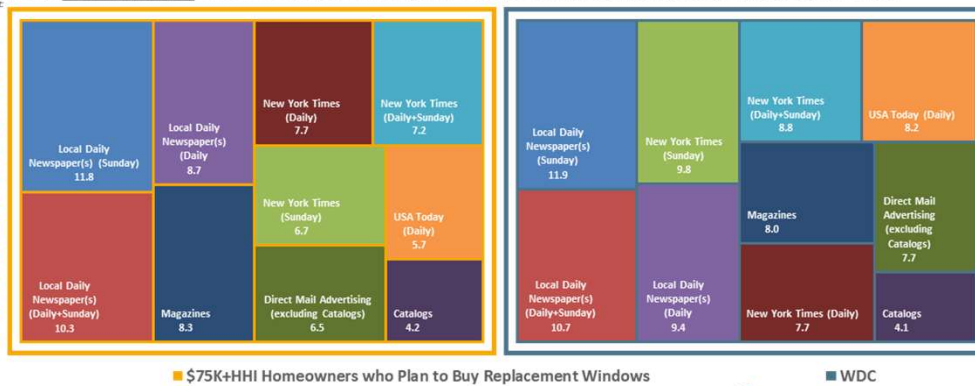 Local Daily
Newspaper(s) (Sunday)
11.8
Local Daily
Newspaper(s)
(Daily
8.7
New York Times
(Daily)
7.7
New York Times
(Daily+Sunday)
7.2
New York Times
(Sunday)
6.7
USA Today
(Daily)
5.7
Local Daily
Newspaper(s)
(Daily+Sunday)
10.3
Magazines
8.3
Direct Mail Advertising
(excluding Catalogs)
6.5
Catalogs
4.2
Local Daily
Newspaper(s)
(Sunday)
11.9
New York Times
(Sunday)
9.8
New York Times
(Daily+Sunday)
8.8
USA Today (Daily)
8.2
Magazines
8.0
Direct Mail
Advertising
(excluding
Catalogs)
7.7
Local Daily
Newspaper(s)
(Daily+Sunday)
10.7
Local Daily
Newspaper(s)
(Daily
9.4
New York Times (Daily)
7.7
Catalogs
4.1
$75K+HHI Homeowners who Plan to Buy Replacement Windows
WDC